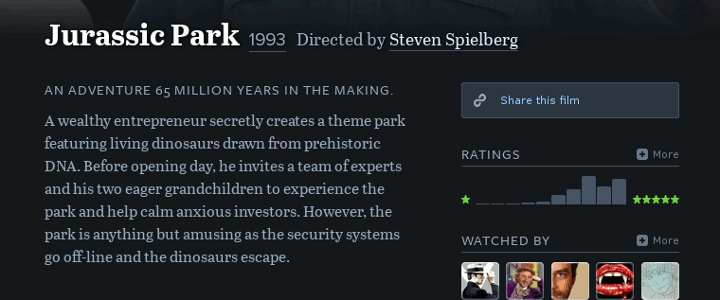 Jurassic Park 1993 Directed by Steven Spielberg
AN ADVENTURE 65 MILLION YEARS IN THE MAKING.
A wealthy entrepreneur secretly creates a theme park
featuring living dinosaurs drawn from prehistoric
DNA. Before opening day, he invites a team of experts
and his two eager grandchildren to experience the
park and help calm anxious investors. However, the
park is anything but amusing as the security systems
go off-line and the dinosaurs escape.
Share this film
RATINGS More
WATCHED BY More